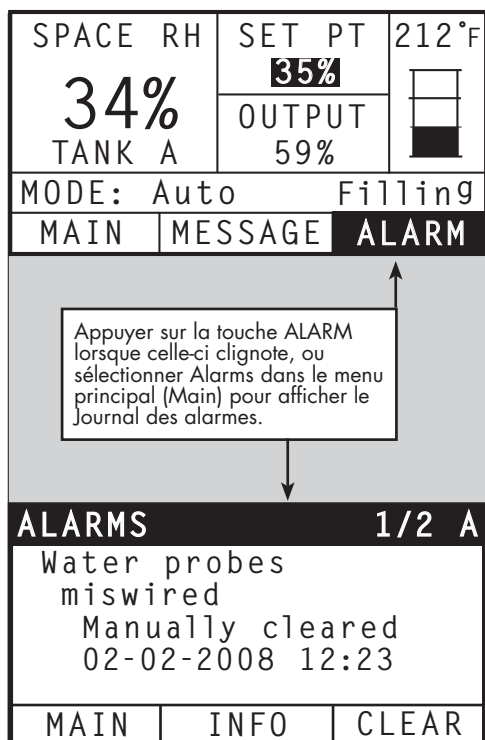 SPACE RH
34%
TANK A
SET PT
35%
OUTPUT
59%
212°F
MODE: Auto Filling
MAIN MESSAGE ALARM
Appuyer sur la touche ALARM
lorsque celle-ci clignote, ou
sélectionner Alarms dans le menu
principal (Main) pour afficher le
Journal des alarmes.
ALARMS 1/2 A
Water probes
miswired
Manually cleared
02-02-2008 12:23
MAIN INFO CLEAR